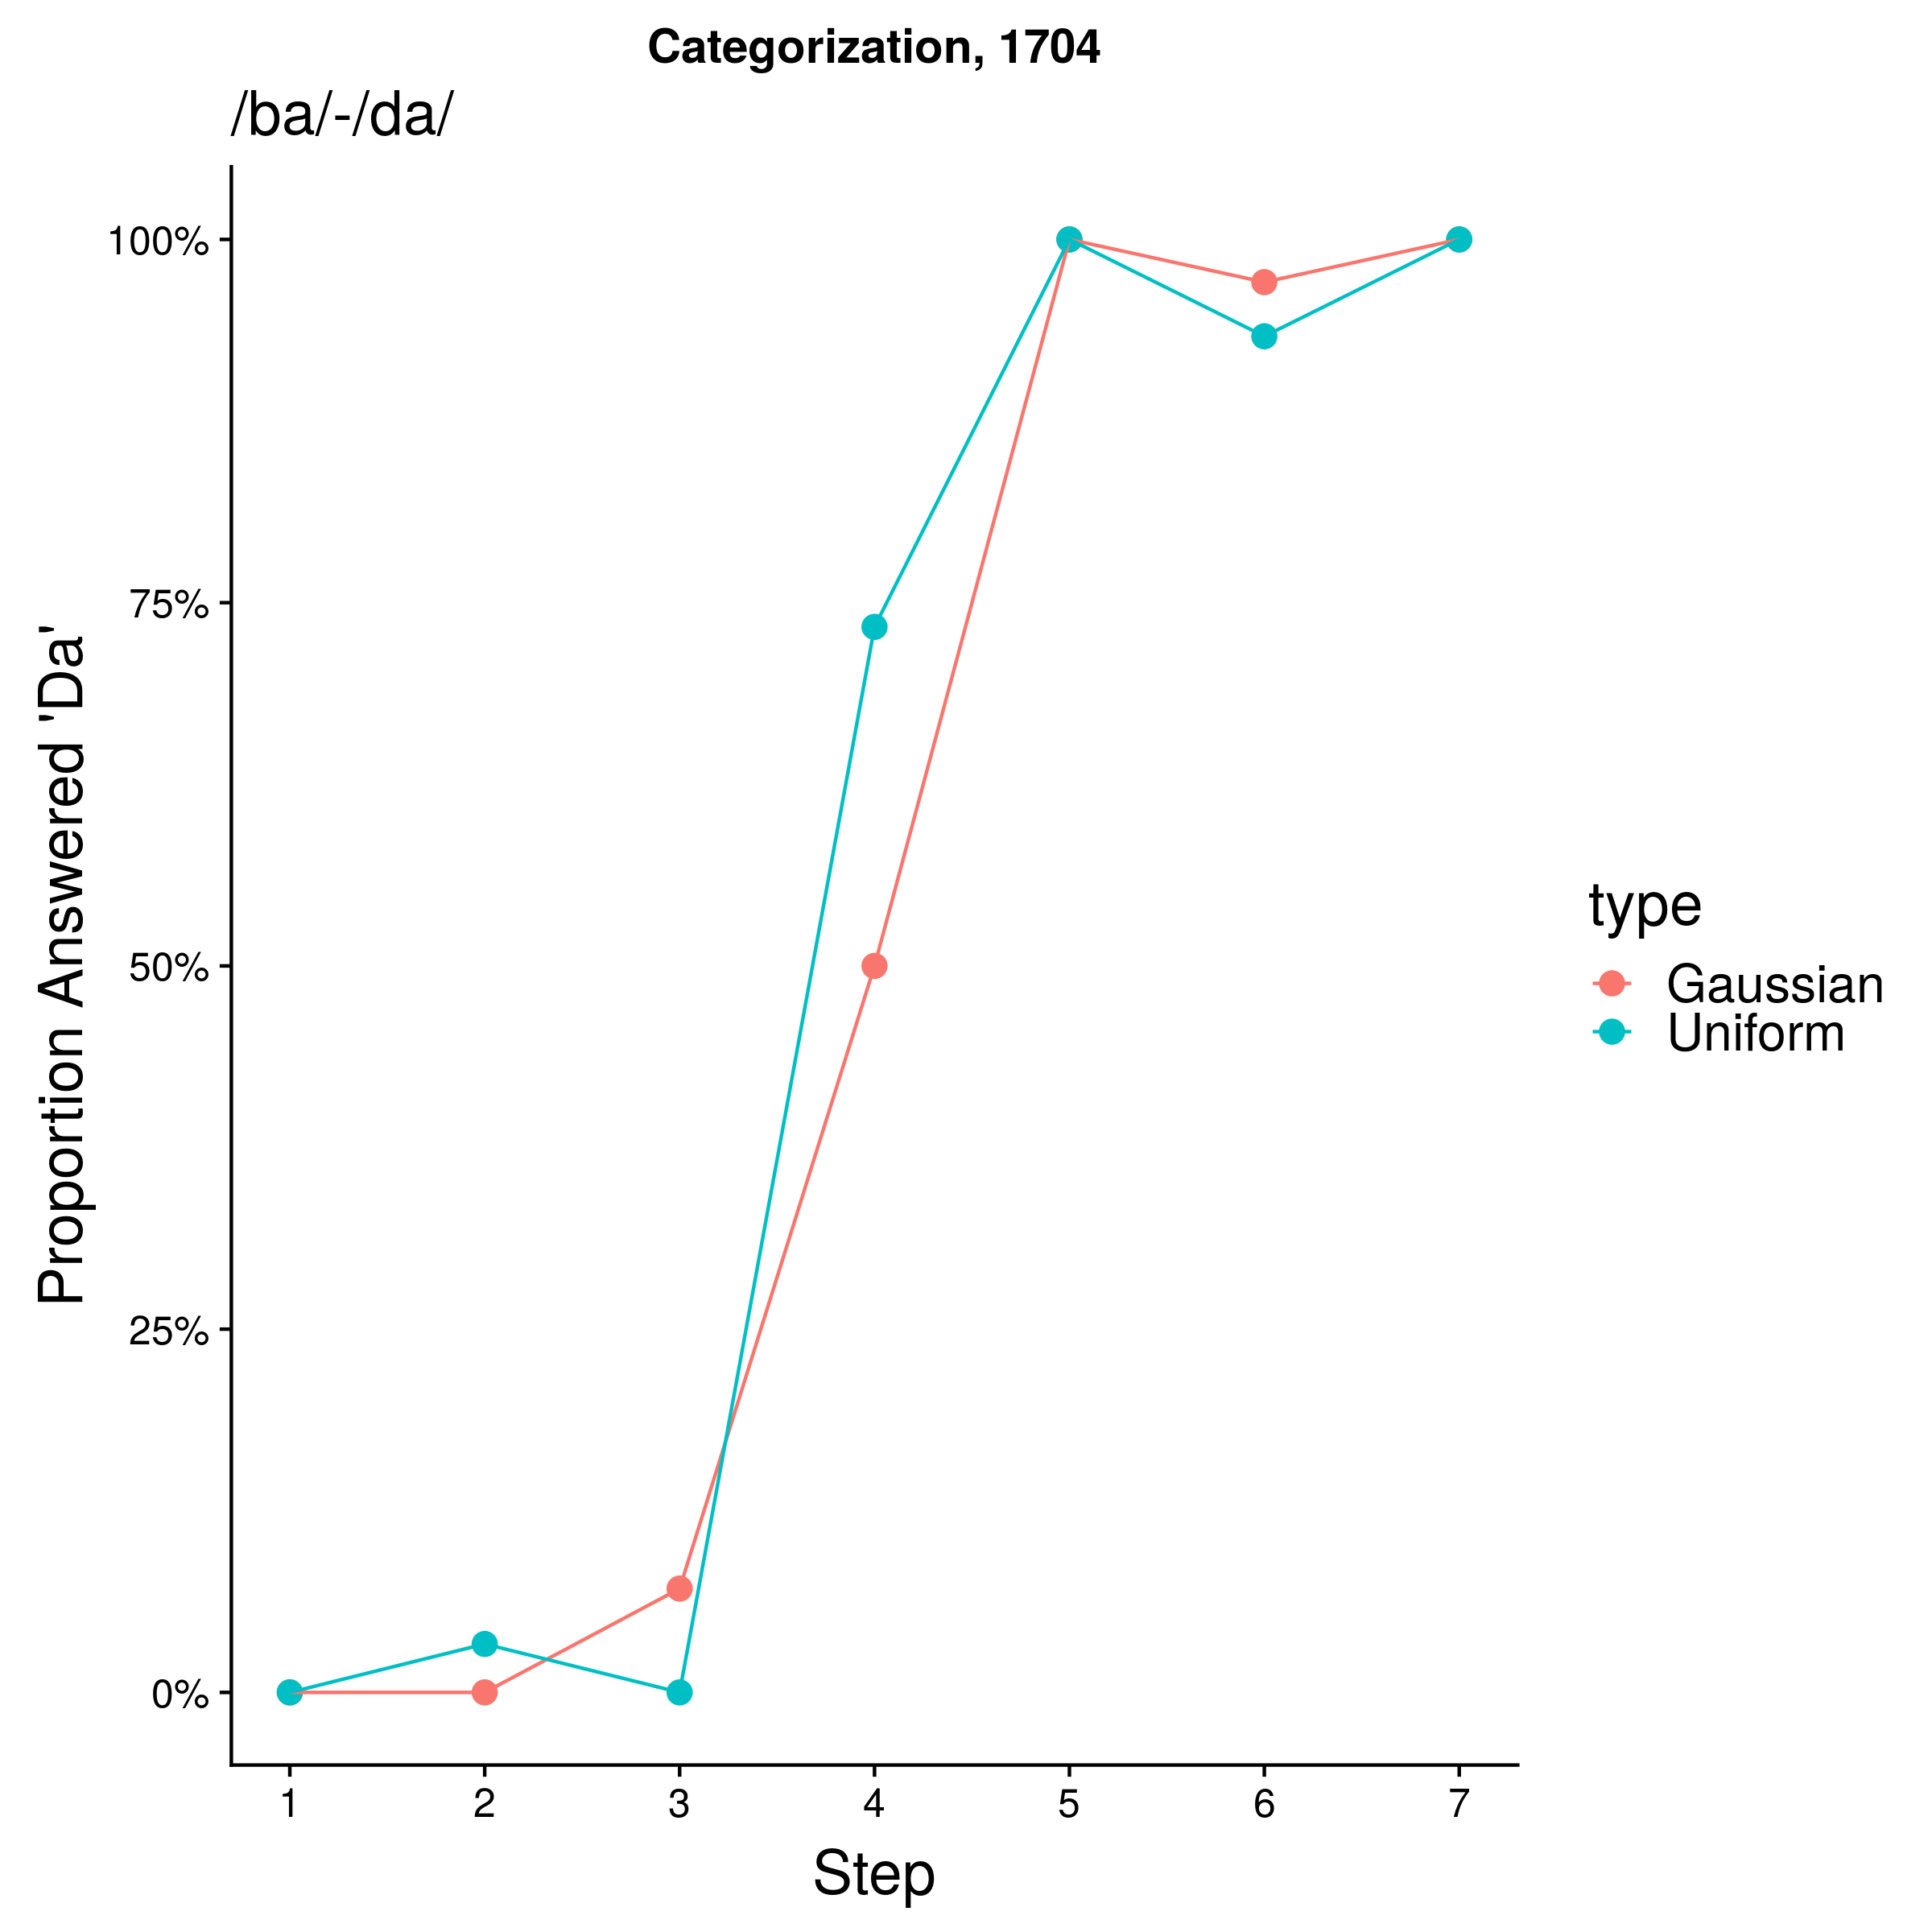 Categorization, 1704
/ba/-/da/
Proportion Answered 'Da'
100%
75%
50%
25%
0%
1 2 3 4 5 6 7
Step
type
Gaussian
Uniform